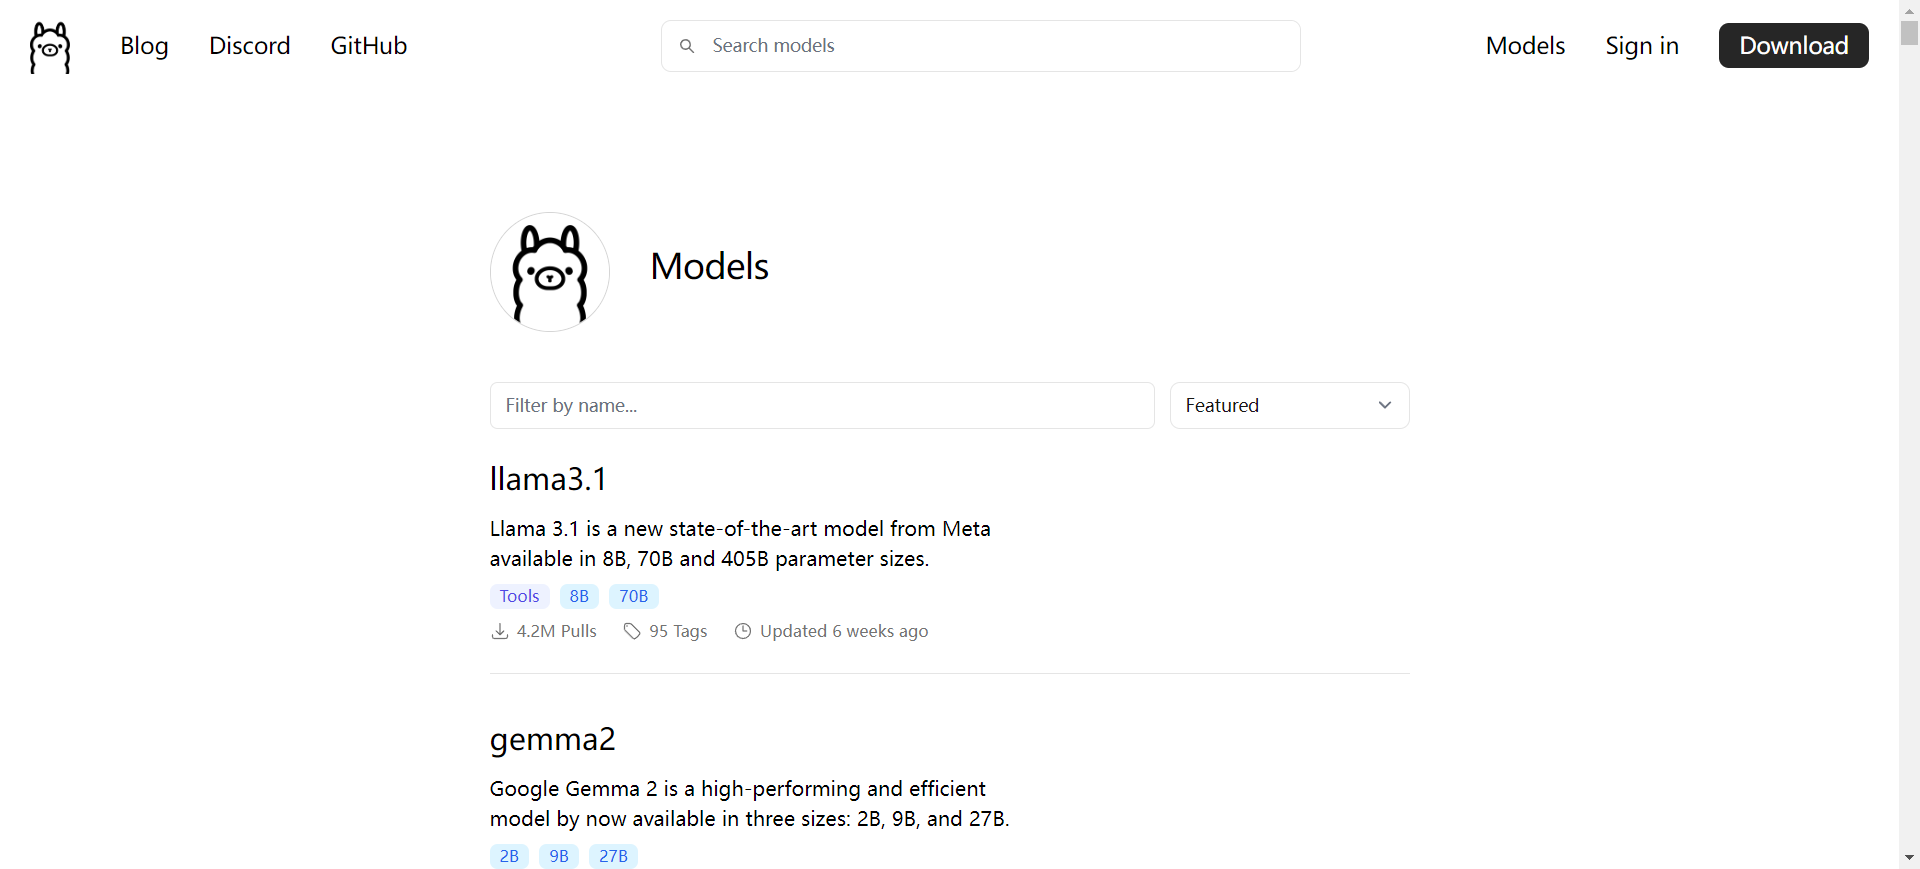 Blog Discord GitHub Search models Models Sign in Download
Models
Filter by name... Featured
llama3.1
Llama 3.1 is a new state-of-the-art model from Meta
available in 8B, 70B and 405B parameter sizes.
Tools 8B 70B
4.2M Pulls 95 Tags Updated 6 weeks ago
gemma2
Google Gemma 2 is a high-performing and efficient
model by now available in three sizes: 2B, 9B, and 27B.
2B 9B 27B